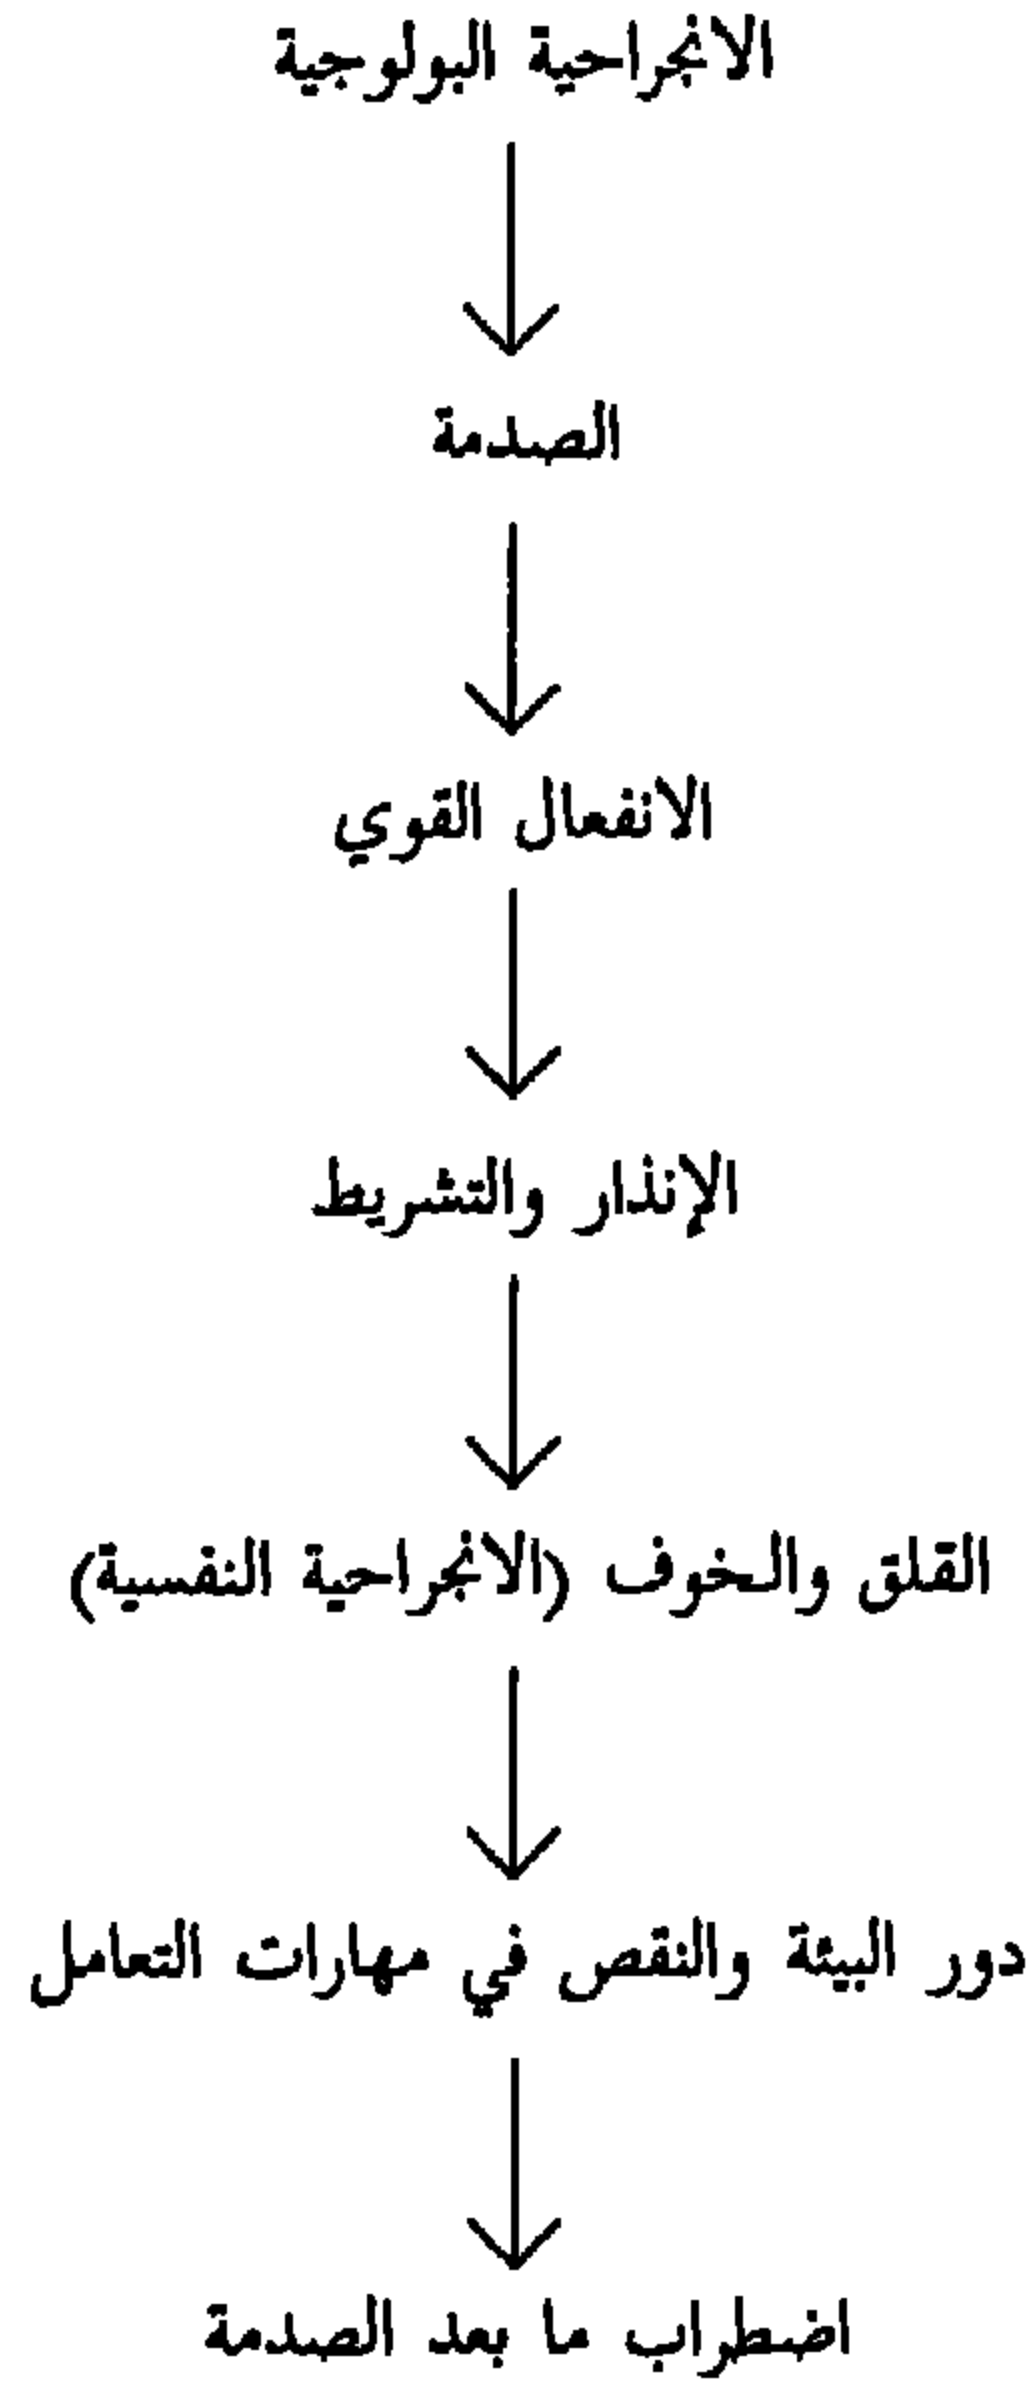 الانجراحية البولوجية
الصدمة
الانفعال القوي
الإنذار والتشريط
القلق والخوف (الانجراحية النفسية)
دور البيئة والنقص في مهارات التعامل
اضطراب ما بعد الصدمة